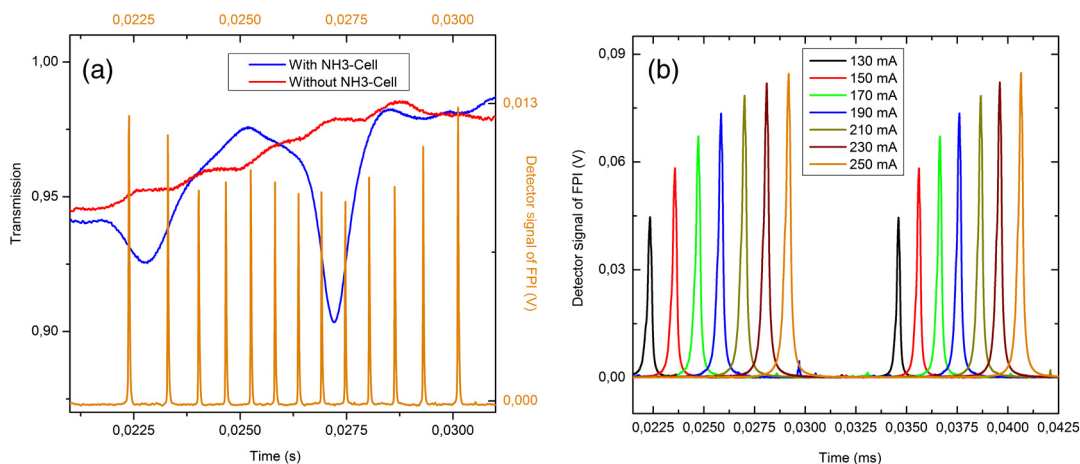 0,0225 0,0250 0,0275 0,0300
(a)
With NH3-Cell
Without NH3-Cell
1,00
0,95
0,90
Transmission
0,013
0,000
Detector signal of FPI (V)
0,0225 0,0250 0,0275 0,0300
Time (s)
(b)
130 mA
150 mA
170 mA
190 mA
210 mA
230 mA
250 mA
0,09
0,06
0,03
0,00
Detector signal of FPI (V)
0,0225 0,0250 0,0275 0,0300 0,0325 0,0350 0,0375 0,0400 0,0425
Time (ms)